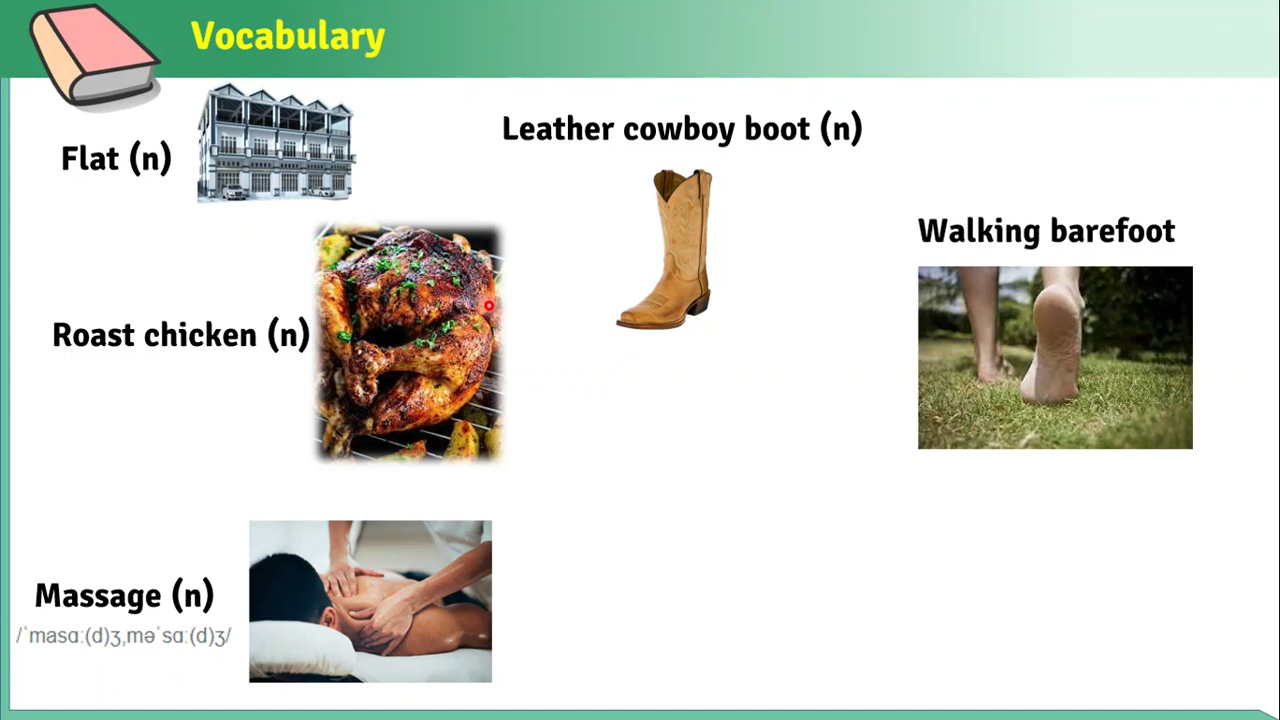 Vocabulary
Flat (n)
Leather cowboy boot (n)
Walking barefoot
Roast chicken (n)
Massage (n)
/ˈmasɑː(d)ʒ,məˈsɑː(d)ʒ/